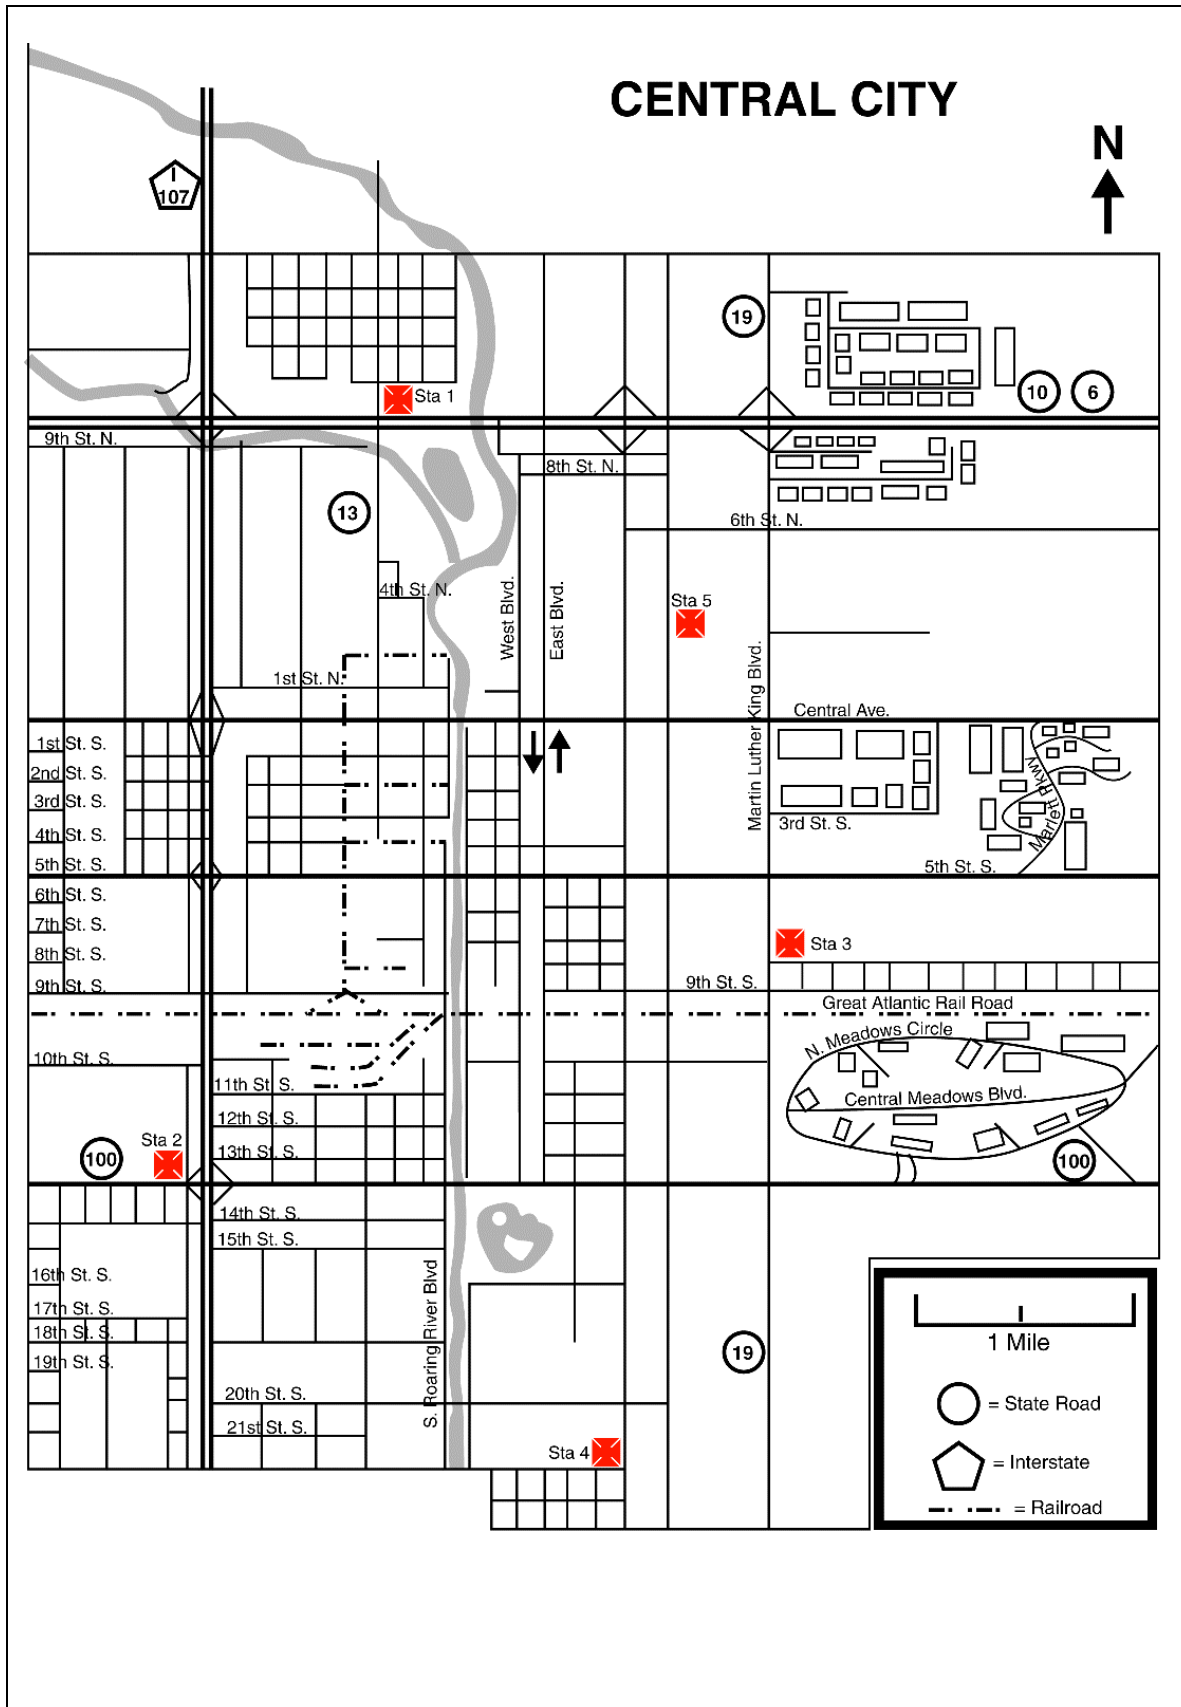 CENTRAL CITY
N
I
107
19
10
6
Sta 1
9th St. N.
8th St. N.
13
6th St. N.
4th St. N.
West Blvd.
East Blvd.
Sta 5
Martin Luther King Blvd.
1st St. N.
Central Ave.
1st St. S.
2nd St. S.
3rd St. S.
4th St. S.
5th St. S.
3rd St. S.
Marlett Pkwy
5th St. S.
6th St. S.
7th St. S.
8th St. S.
9th St. S.
Sta 3
9th St. S.
Great Atlantic Rail Road
N. Meadows Circle
10th St. S.
11th St. S.
Central Meadows Blvd.
12th St. S.
13th St. S.
Sta 2
100
100
14th St. S.
15th St. S.
16th St. S.
17th St. S.
18th St. S.
19th St. S.
S. Roaring River Blvd
19
20th St. S.
21st St. S.
Sta 4
1 Mile
= State Road
= Interstate
= Railroad